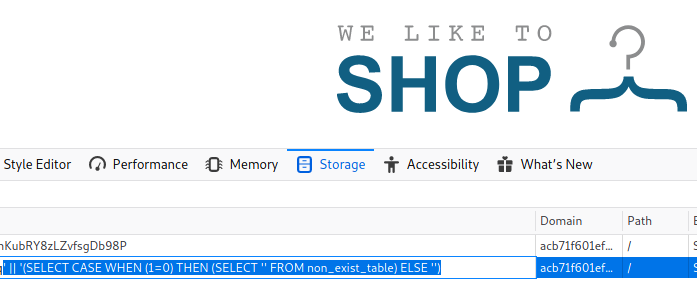 WE LIKE TO
SHOP
Style Editor Performance Memory Storage Accessibility What's New
Domain Path
nKubRY8zLZvfsgDb98P acb71f601ef… /
q' || '(SELECT CASE WHEN (1=0) THEN (SELECT '' FROM non_exist_table) ELSE '') acb71f601ef… /